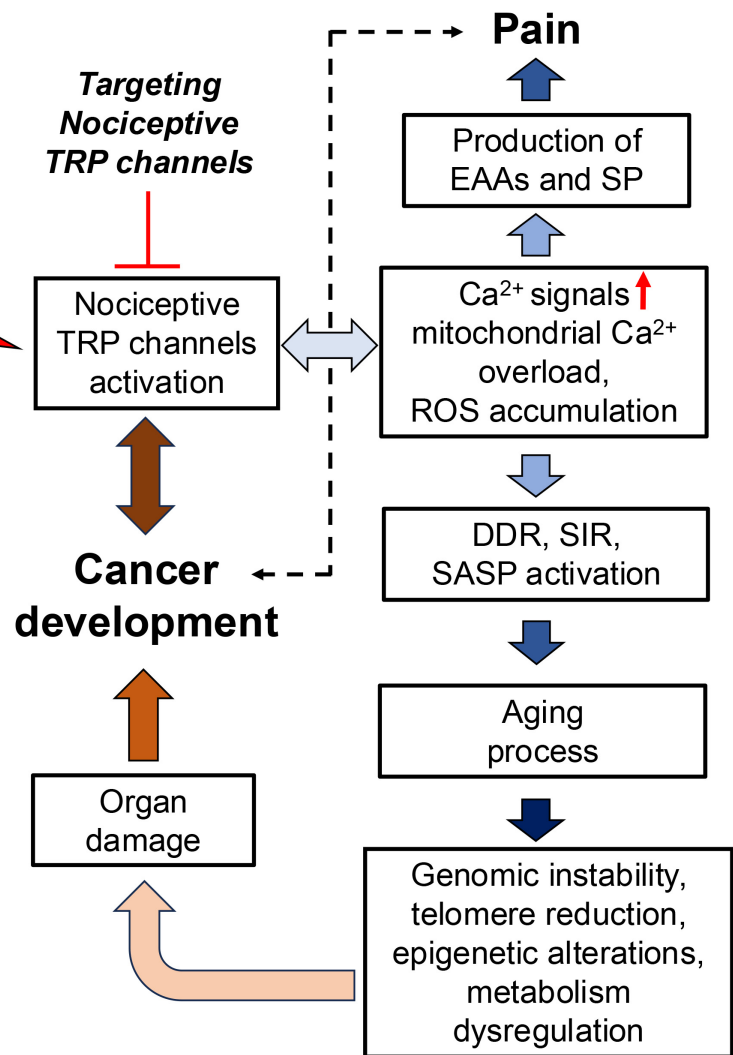 Pain
Targeting
Nociceptive
TRP channels
Production of
EAAs and SP
Nociceptive
TRP channels
activation
Ca²⁺ signals
mitochondrial Ca²⁺
overload,
ROS accumulation
DDR, SIR,
SASP activation
Cancer
development
Aging
process
Organ
damage
Genomic instability,
telomere reduction,
epigenetic alterations,
metabolism
dysregulation